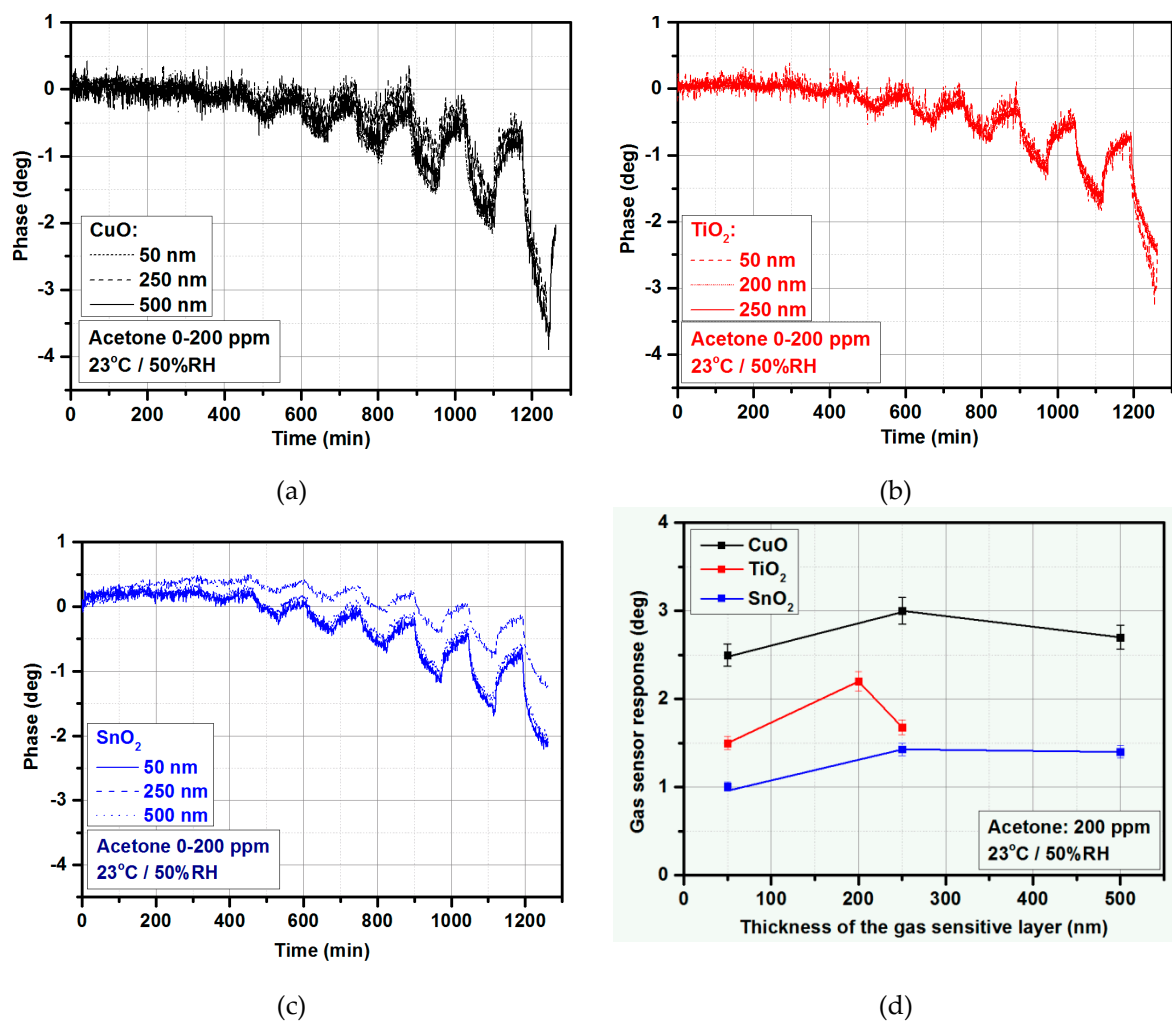 1
0
-1
-2
-3
-4
Phase (deg)
CuO:
50 nm
250 nm
500 nm
Acetone 0-200 ppm
23°C / 50%RH
0 200 400 600 800 1000 1200
Time (min)
(a)
1
0
-1
-2
-3
-4
Phase (deg)
TiO₂:
50 nm
200 nm
250 nm
Acetone 0-200 ppm
23°C / 50%RH
0 200 400 600 800 1000 1200
Time (min)
(b)
1
0
-1
-2
-3
-4
Phase (deg)
SnO₂
50 nm
250 nm
500 nm
Acetone 0-200 ppm
23°C / 50%RH
0 200 400 600 800 1000 1200
Time (min)
(c)
4
3
2
1
0
Gas sensor response (deg)
CuO
TiO₂
SnO₂
Acetone: 200 ppm
23°C / 50%RH
0 100 200 300 400 500
Thickness of the gas sensitive layer (nm)
(d)